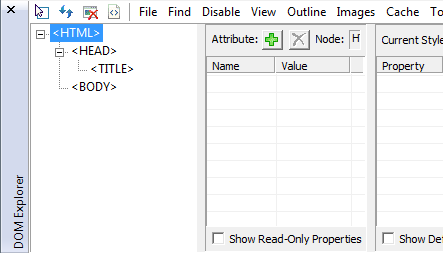 File Find Disable View Outline Images Cache To
<HTML>
<HEAD>
<TITLE>
<BODY>
Attribute: Node: H
Name Value
Show Read-Only Properties
Current Style
Property
Show De
DOM Explorer